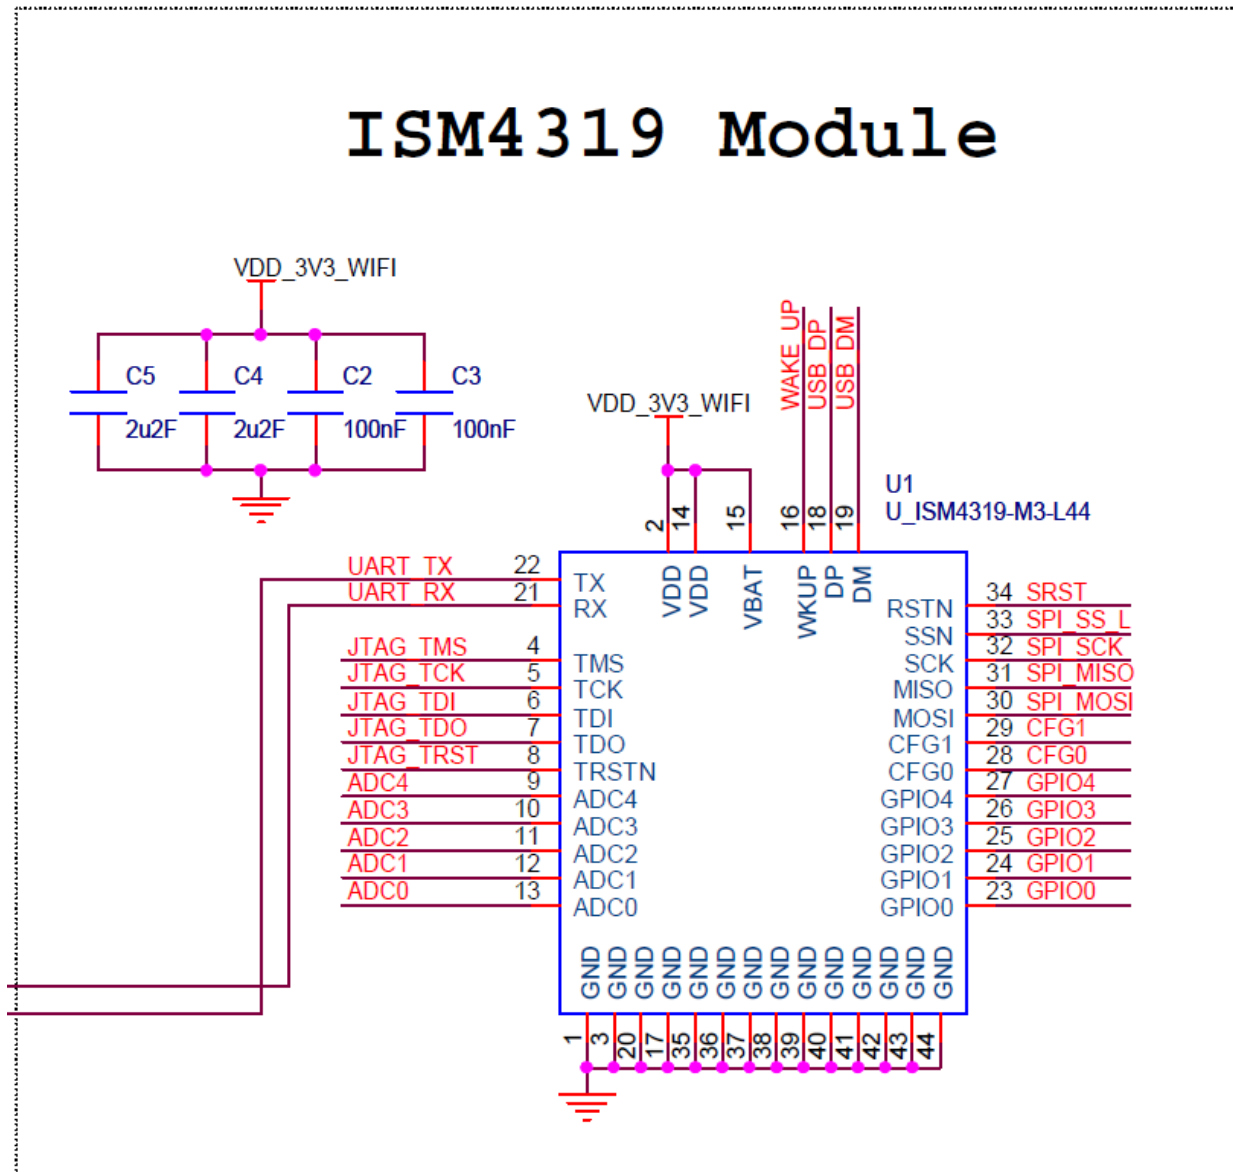 ISM4319 Module
VDD_3V3_WIFI
C5
C4
C2
C3
2u2F
2u2F
100nF
100nF
VDD_3V3_WIFI
WAKE_UP
USB_DP
USB_DM
U1
U_ISM4319-M3-L44
2
14
15
16
18
19
VDD
VDD
VBAT
WKUP
DP
DM
UART_TX 22 TX
UART_RX 21 RX
JTAG_TMS 4 TMS
JTAG_TCK 5 TCK
JTAG_TDI 6 TDI
JTAG_TDO 7 TDO
JTAG_TRST 8 TRSTN
ADC4 9 ADC4
ADC3 10 ADC3
ADC2 11 ADC2
ADC1 12 ADC1
ADC0 13 ADC0
RSTN 34 SRST
SSN 33 SPI_SS_L
SCK 32 SPI_SCK
MISO 31 SPI_MISO
MOSI 30 SPI_MOSI
CFG1 29 CFG1
CFG0 28 CFG0
GPIO4 27 GPIO4
GPIO3 26 GPIO3
GPIO2 25 GPIO2
GPIO1 24 GPIO1
GPIO0 23 GPIO0
GND
GND
GND
GND
GND
GND
GND
GND
GND
GND
GND
GND
GND
GND
1
3
20
17
35
36
37
38
39
40
41
42
43
44